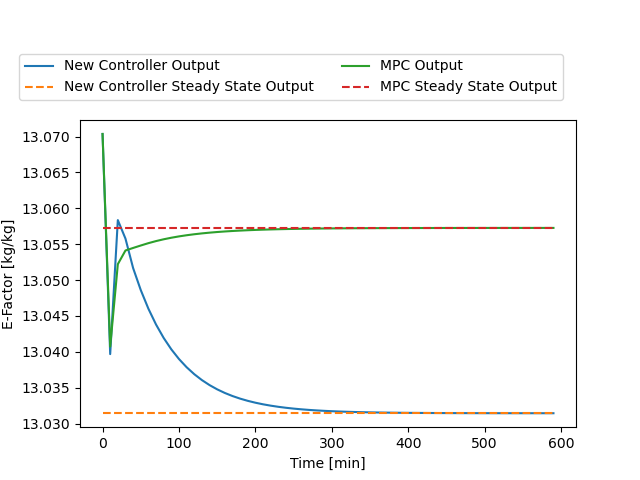 New Controller Output
New Controller Steady State Output
MPC Output
MPC Steady State Output
E-Factor [kg/kg]
13.070
13.065
13.060
13.055
13.050
13.045
13.040
13.035
13.030
0 100 200 300 400 500 600
Time [min]